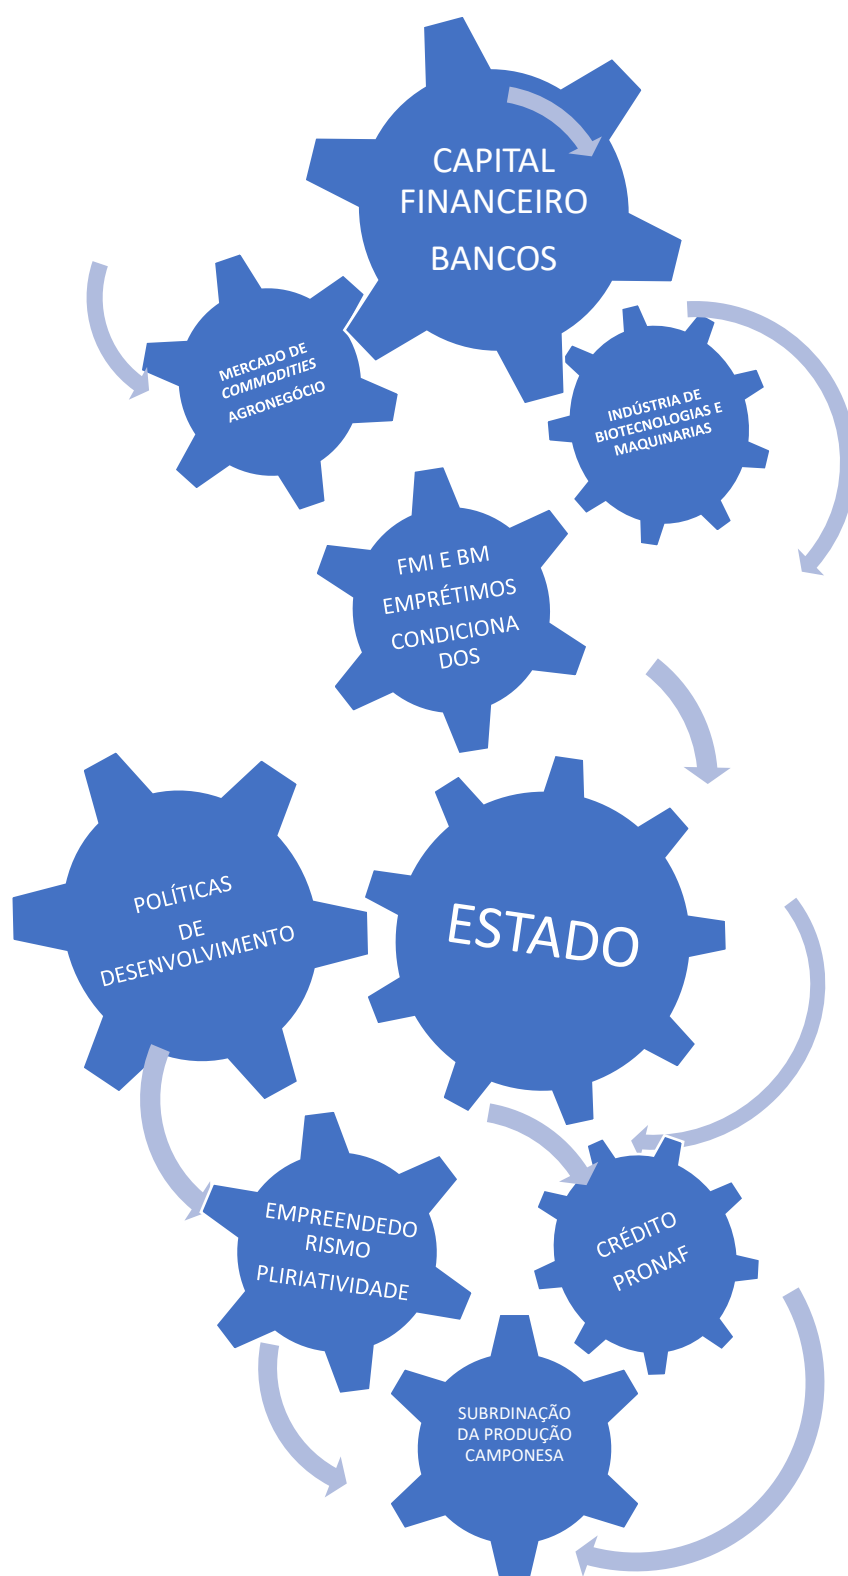 CAPITAL
FINANCEIRO
BANCOS
MERCADO DE
COMMODITIES
AGRONEGÓCIO
INDÚSTRIA DE
BIOTECNOLOGIAS E
MAQUINARIAS
FMI E BM
EMPRÉTIMOS
CONDICIONA
DOS
POLÍTICAS
DE
DESENVOLVIMENTO
ESTADO
EMPREENDEDO
RISMO
PLIRIATIVIDADE
CRÉDITO
PRONAF
SUBRDINAÇÃO
DA PRODUÇÃO
CAMPONESA